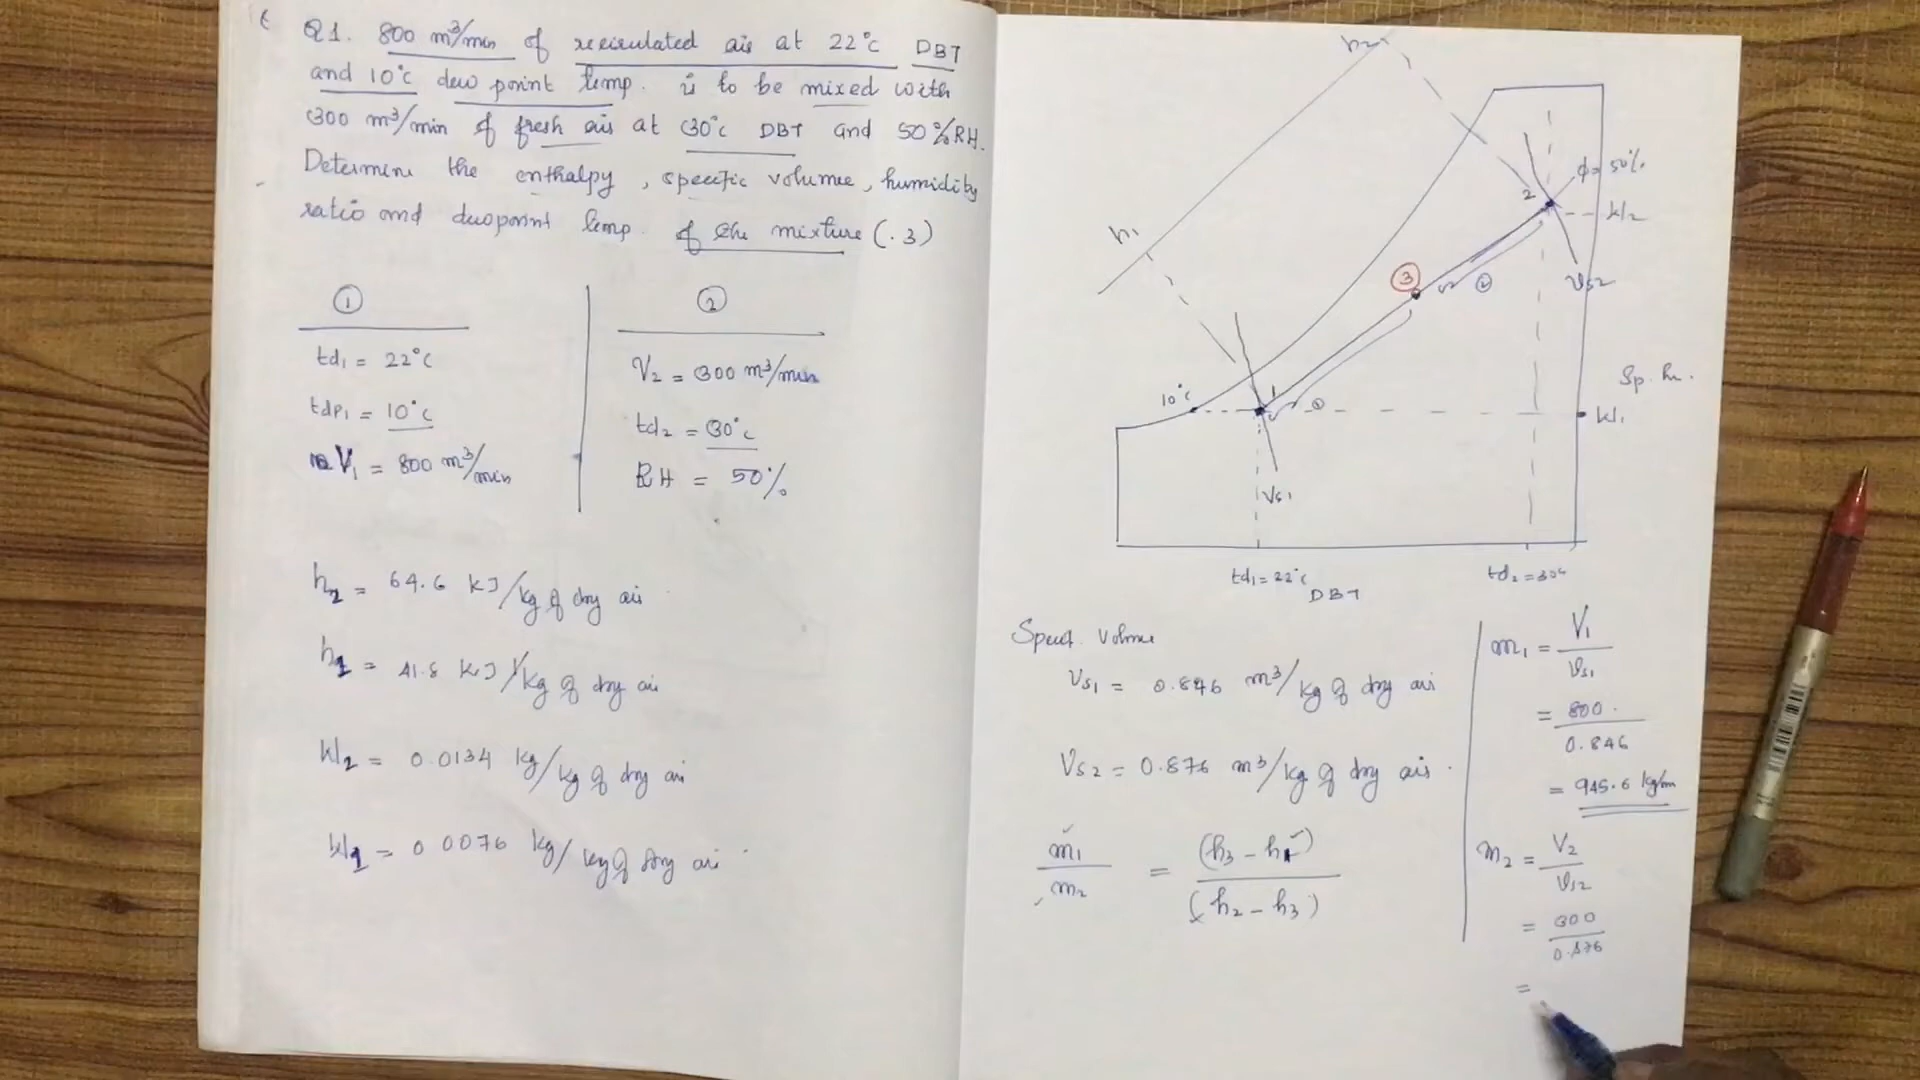 Q1. 800 m³/min of recirculated air at 22°C DBT
and 10°C dew point temp. is to be mixed with
300 m³/min of fresh air at 30°C DBT and 50% RH.
Determine the enthalpy, specific volume, humidity
ratio and dewpoint temp. of the mixture (.3)
①
td₁ = 22°C
tdp₁ = 10°C
V₁ = 800 m³/min
②
V₂ = 300 m³/min
td₂ = 30°C
RH = 50%
h₂ = 64.6 kJ/kg of dry air
h₁ = 41.8 kJ/kg of dry air
W₂ = 0.0134 kg/kg of dry air
W₁ = 0.0076 kg/kg of dry air
h₂
h₁
ϕ = 50%
2
W₂
Vs2
③
②
Sp. hu.
10°C
1
①
W₁
Vs1
td₁ = 22°C
DBT
td₂ = 30°C
Spect. Volume
Vs1 = 0.846 m³/kg of dry air
Vs2 = 0.876 m³/kg of dry air.
m₁/m₂ = (h₃ - h₁)/(h₂ - h₃)
m₁ = V₁/Vs1
= 800/0.846
= 945.6 kg/m
m₂ = V₂/Vs2
= 300/0.876
=